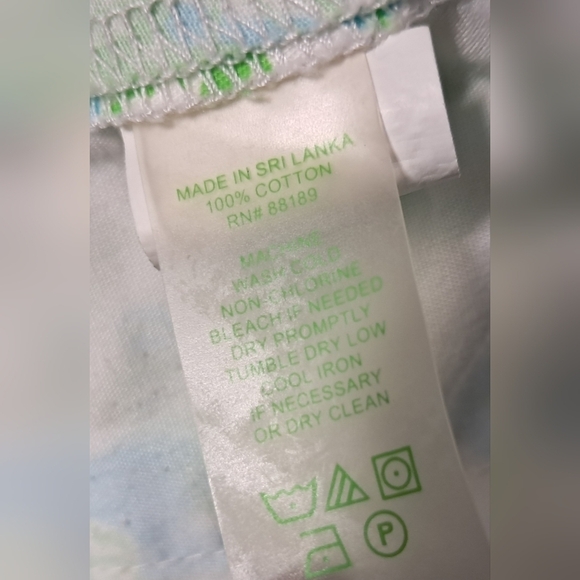 MADE IN SRI LANKA
100% COTTON
RN# 88189
MACHINE
WASH COLD
NON-CHLORINE
BLEACH IF NEEDED
DRY PROMPTLY
TUMBLE DRY LOW
COOL IRON
IF NECESSARY
OR DRY CLEAN
P